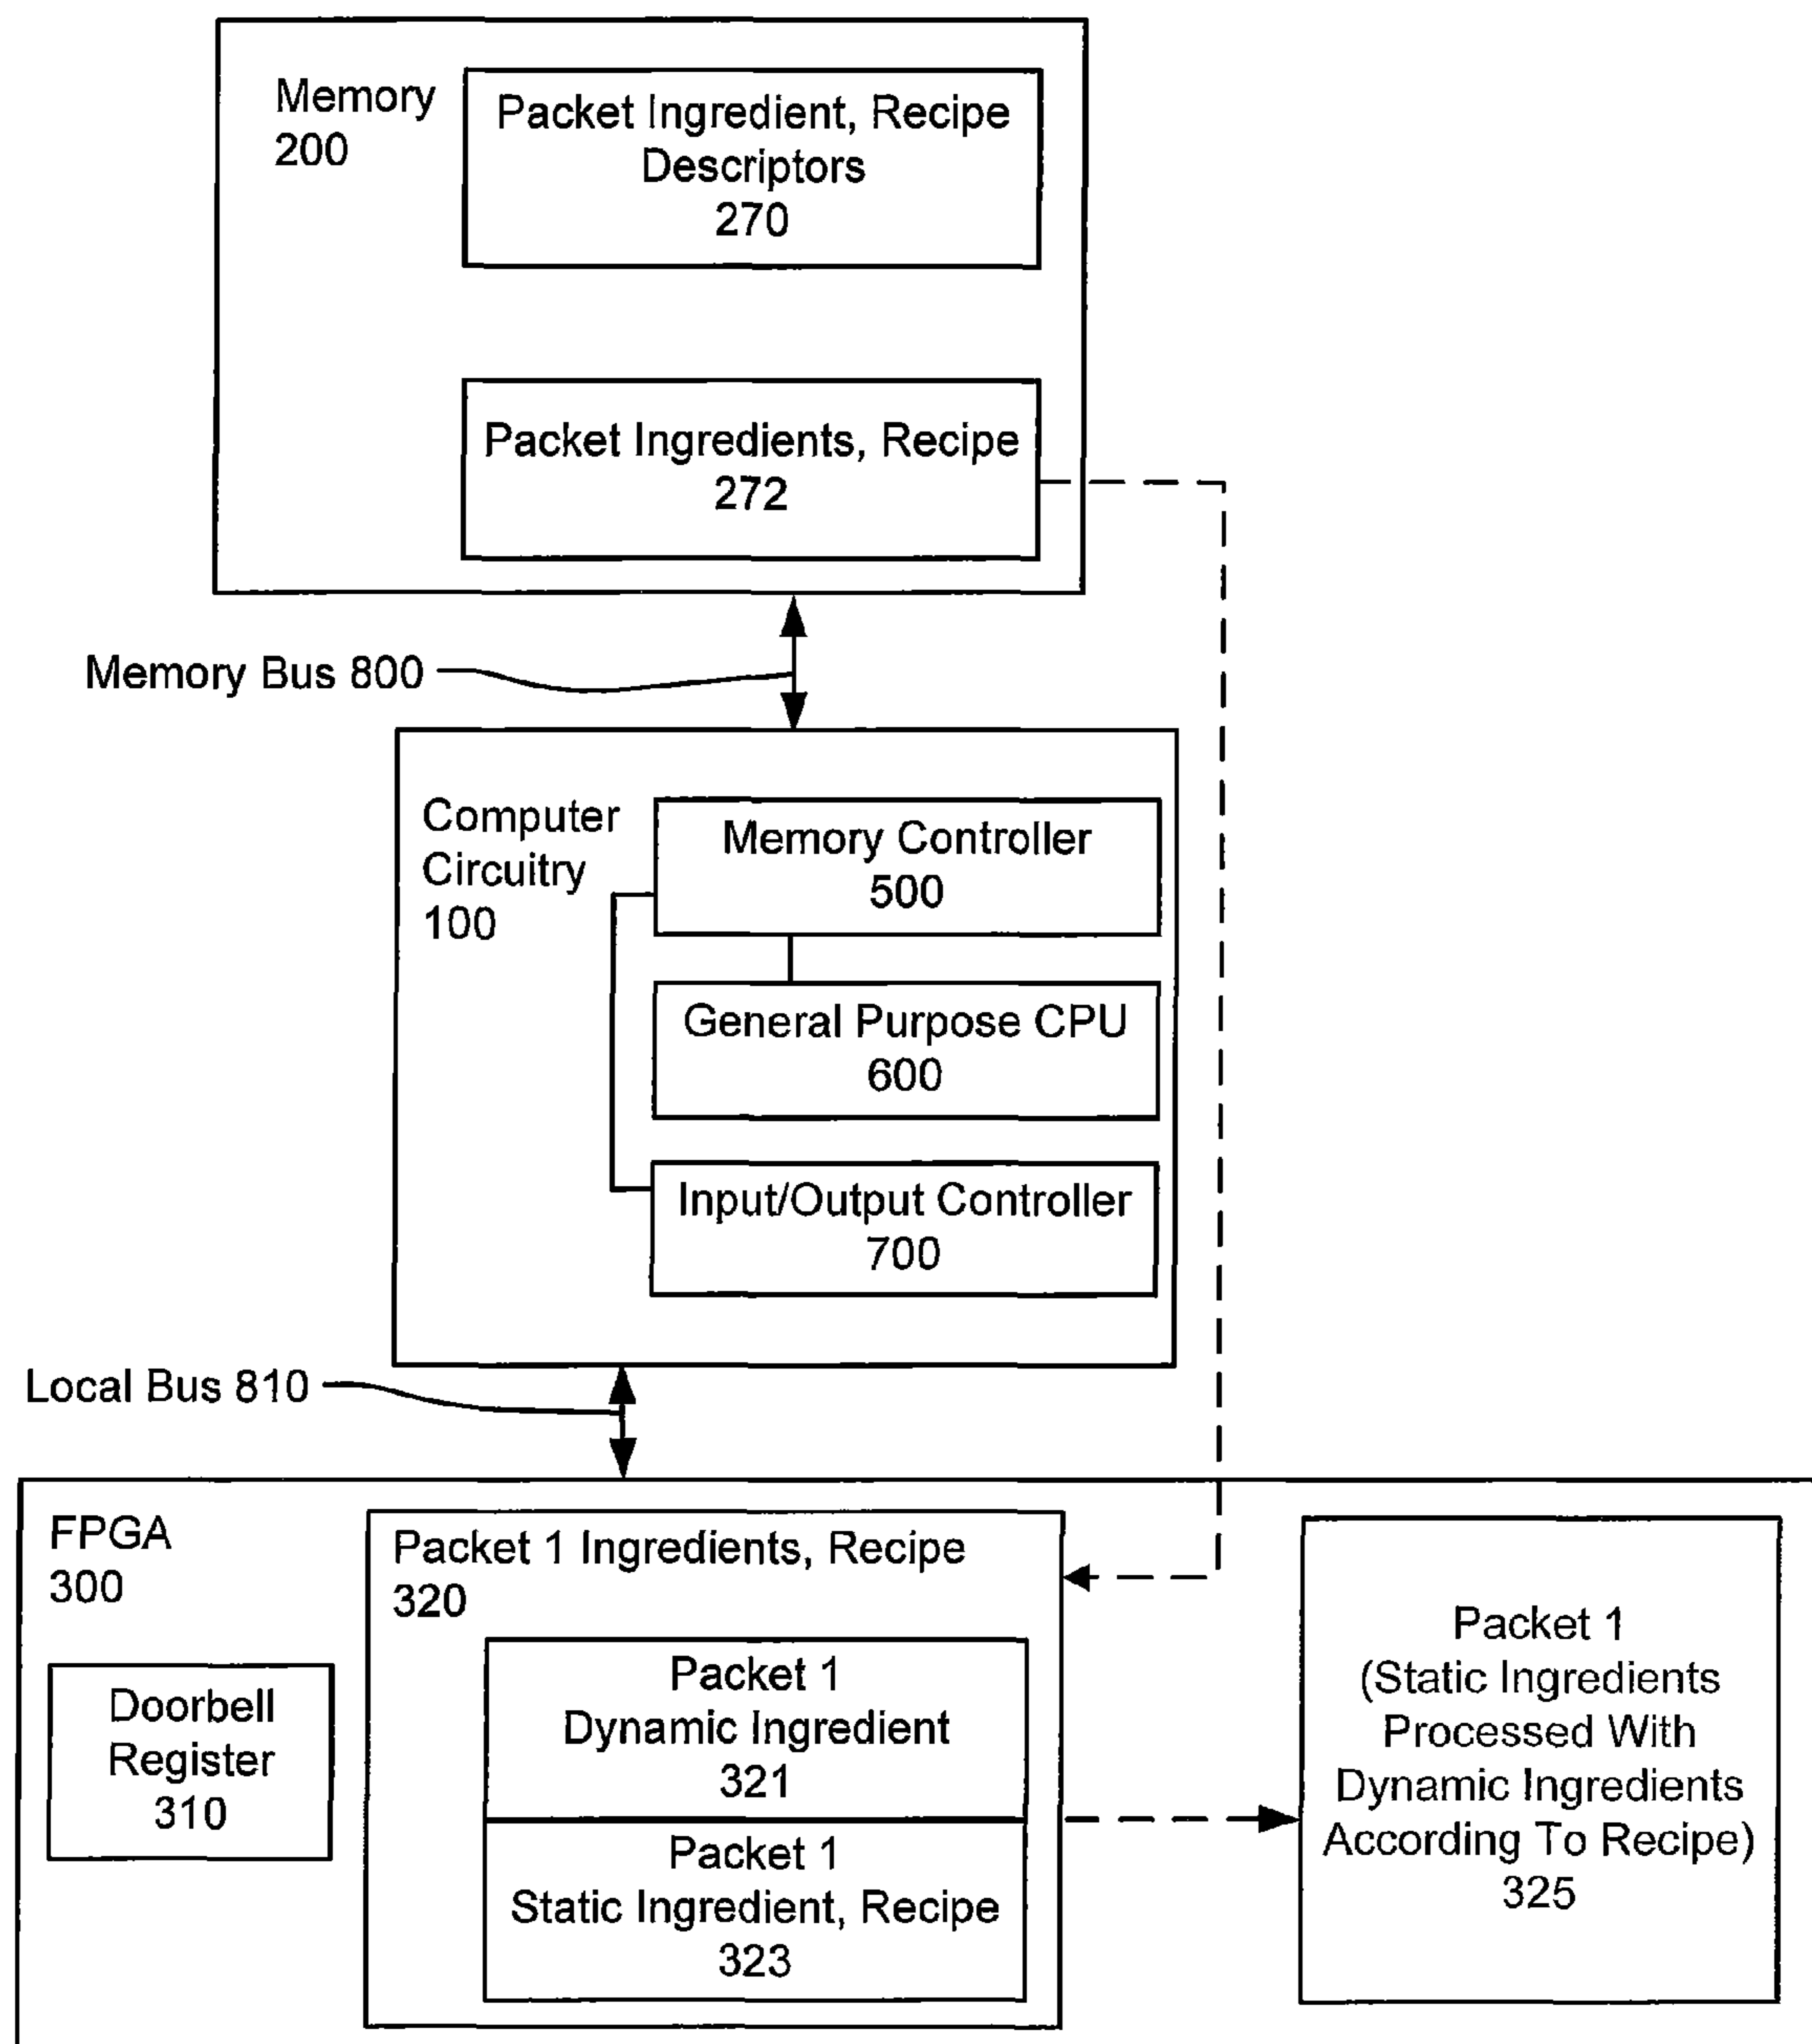 Memory
200
Packet Ingredient, Recipe
Descriptors
270
Packet Ingredients, Recipe
272
Memory Bus 800
Computer
Circuitry
100
Memory Controller
500
General Purpose CPU
600
Input/Output Controller
700
Local Bus 810
FPGA
300
Doorbell
Register
310
Packet 1 Ingredients, Recipe
320
Packet 1
Dynamic Ingredient
321
Packet 1
Static Ingredient, Recipe
323
Packet 1
(Static Ingredients
Processed With
Dynamic Ingredients
According To Recipe)
325